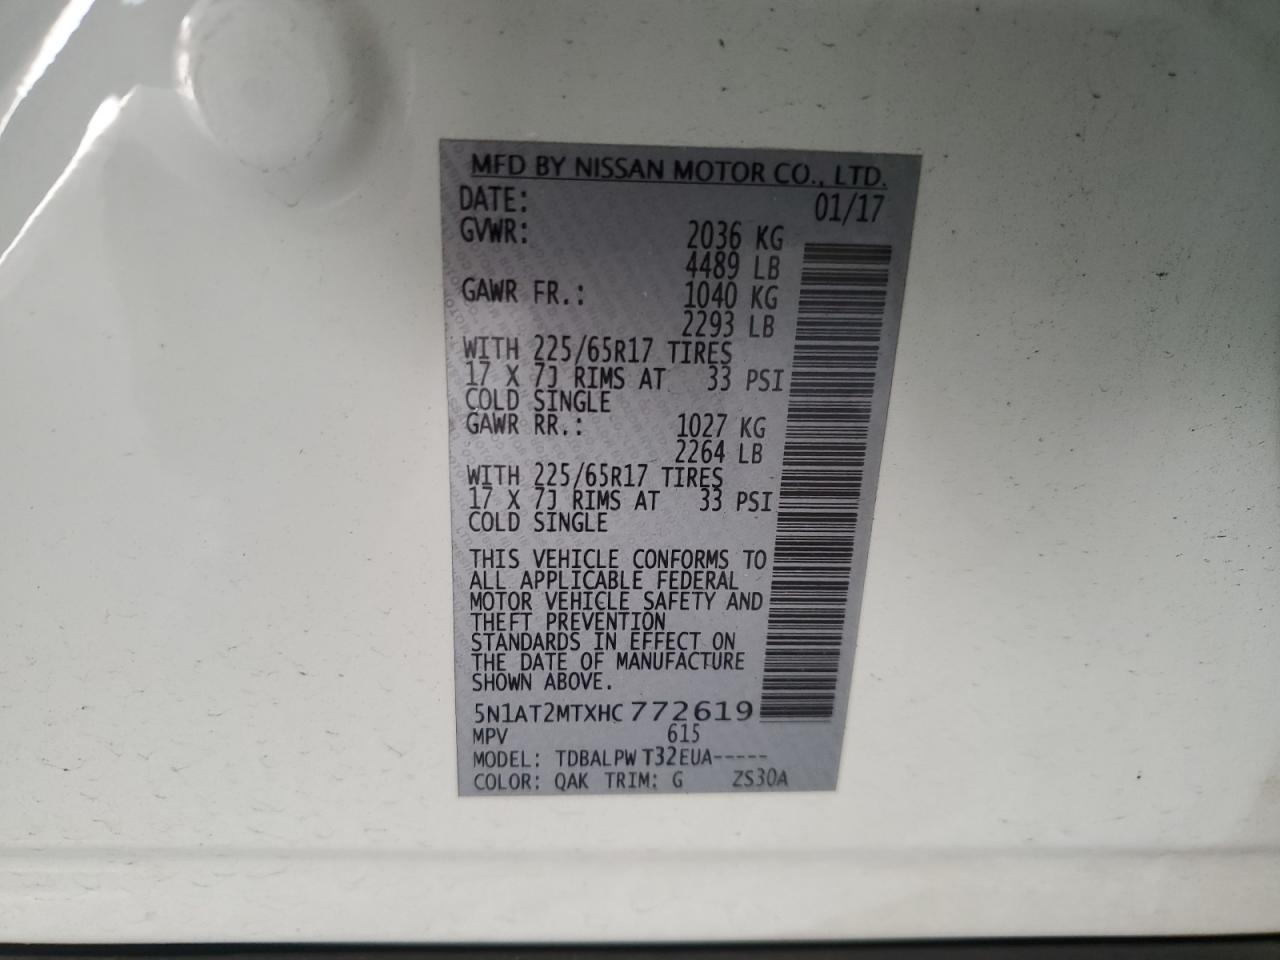 MFD BY NISSAN MOTOR CO., LTD.
DATE: 01/17
GVWR: 2036 KG
4489 LB
GAWR FR.: 1040 KG
2293 LB
WITH 225/65R17 TIRES
17 X 7J RIMS AT 33 PSI
COLD SINGLE
GAWR RR.: 1027 KG
2264 LB
WITH 225/65R17 TIRES
17 X 7J RIMS AT 33 PSI
COLD SINGLE
THIS VEHICLE CONFORMS TO
ALL APPLICABLE FEDERAL
MOTOR VEHICLE SAFETY AND
THEFT PREVENTION
STANDARDS IN EFFECT ON
THE DATE OF MANUFACTURE
SHOWN ABOVE.
5N1AT2MTXHC772619
MPV 615
MODEL: TDBALPW T32EUA-----
COLOR: QAK TRIM: G ZS30A